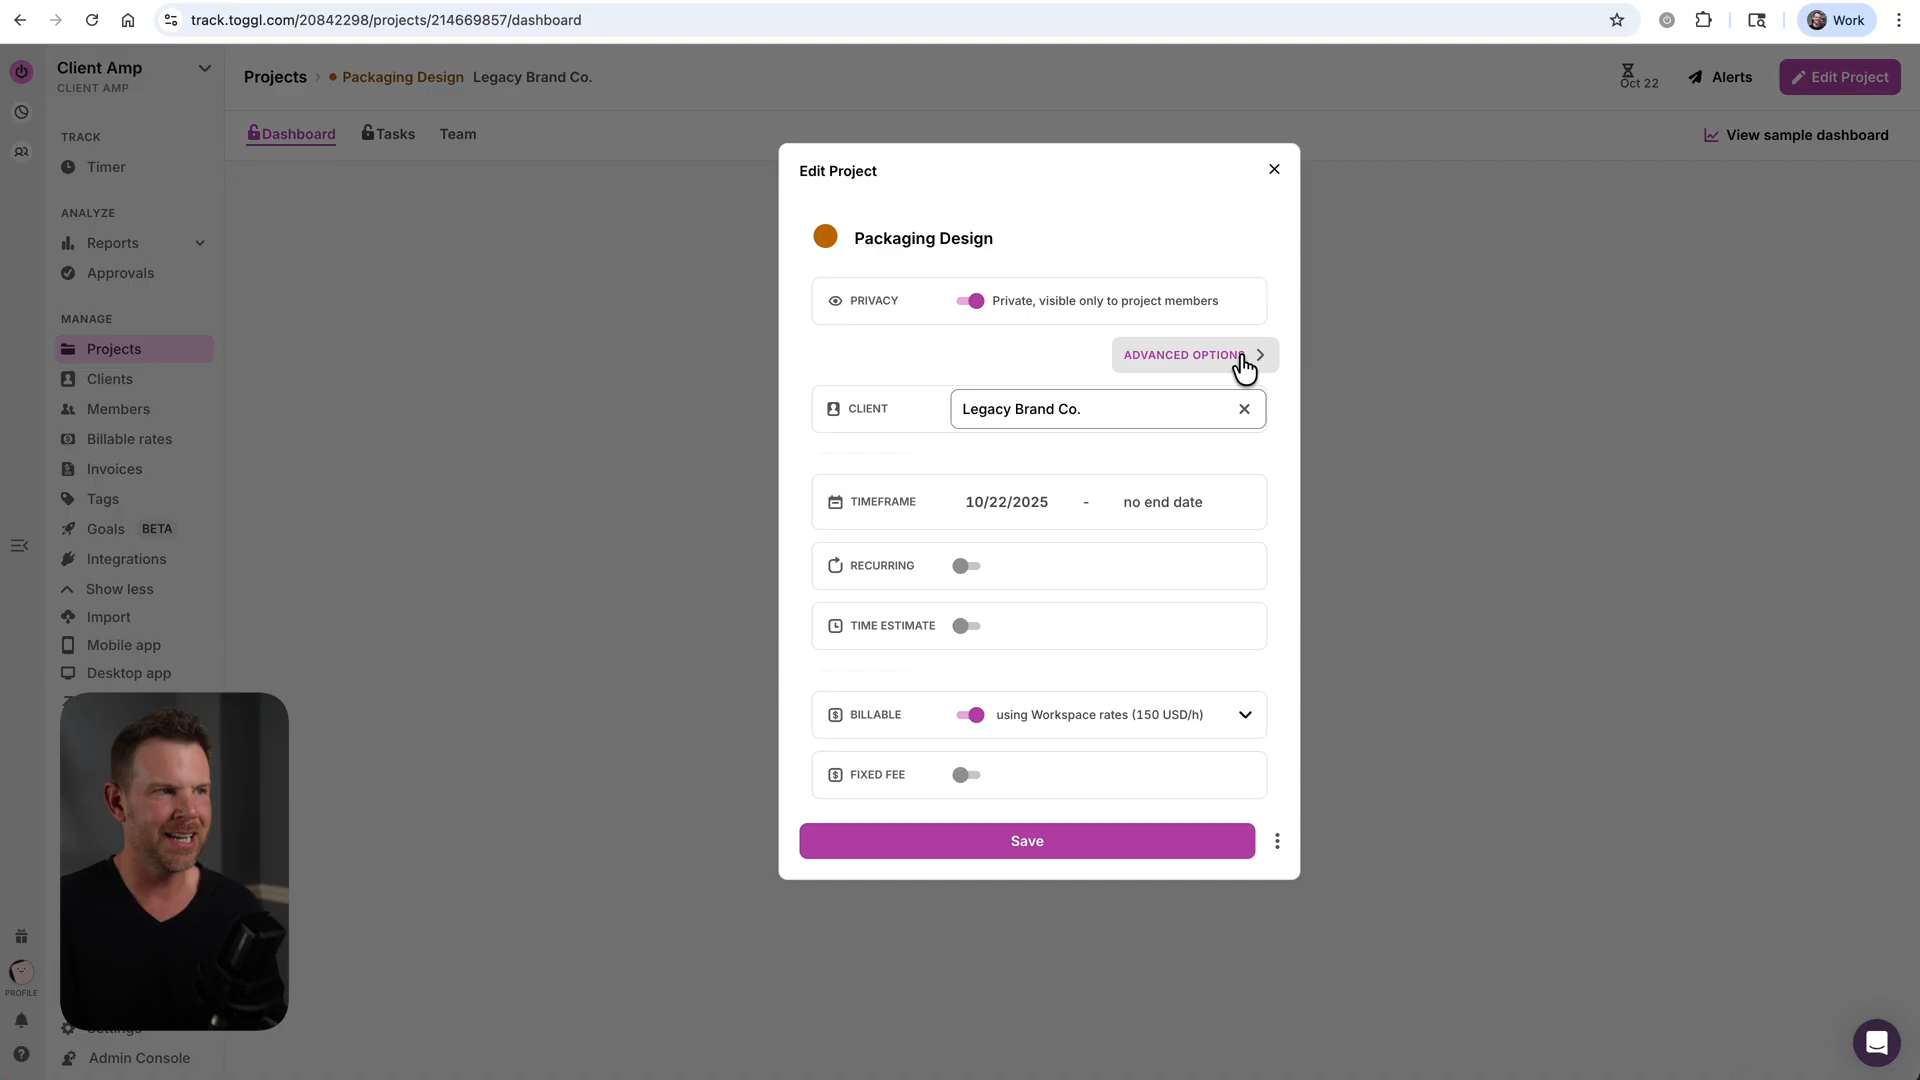 track.toggl.com/20842298/projects/214669857/dashboard
Work
Client Amp
CLIENT AMP
Projects
Packaging Design
Legacy Brand Co.
Oct 22
Alerts
Edit Project
TRACK
Timer
Dashboard
Tasks
Team
View sample dashboard
ANALYZE
Reports
Approvals
MANAGE
Projects
Clients
Members
Billable rates
Invoices
Tags
Goals BETA
Integrations
Show less
Import
Mobile app
Desktop app
PROFILE
Settings
Admin Console
Edit Project
Packaging Design
PRIVACY
Private, visible only to project members
ADVANCED OPTIONS
CLIENT
Legacy Brand Co.
TIMEFRAME
10/22/2025 - no end date
RECURRING
TIME ESTIMATE
BILLABLE
using Workspace rates (150 USD/h)
FIXED FEE
Save